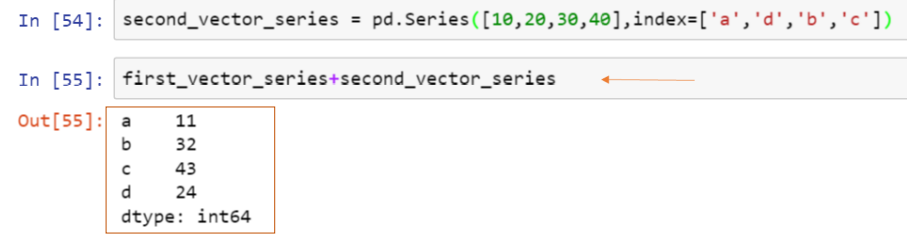 In [54]: second_vector_series = pd.Series([10,20,30,40],index=['a','d','b','c'])
In [55]: first_vector_series+second_vector_series
Out[55]: a    11
b    32
c    43
d    24
dtype: int64